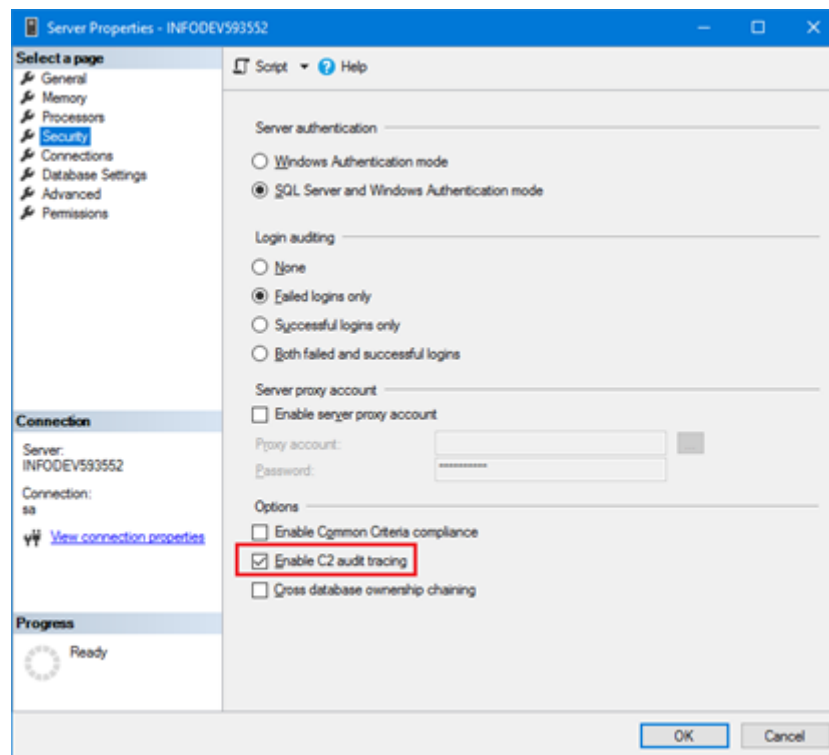 Server Properties - INFODEV593552
Select a page
General
Memory
Processors
Security
Connections
Database Settings
Advanced
Permissions
Connection
Server:
INFODEV593552
Connection:
sa
View connection properties
Progress
Ready
Script Help
Server authentication
Windows Authentication mode
SQL Server and Windows Authentication mode
Login auditing
None
Failed logins only
Successful logins only
Both failed and successful logins
Server proxy account
Enable server proxy account
Proxy account:
...
Password:
**********
Options
Enable Common Criteria compliance
Enable C2 audit tracing
Cross database ownership chaining
OK Cancel